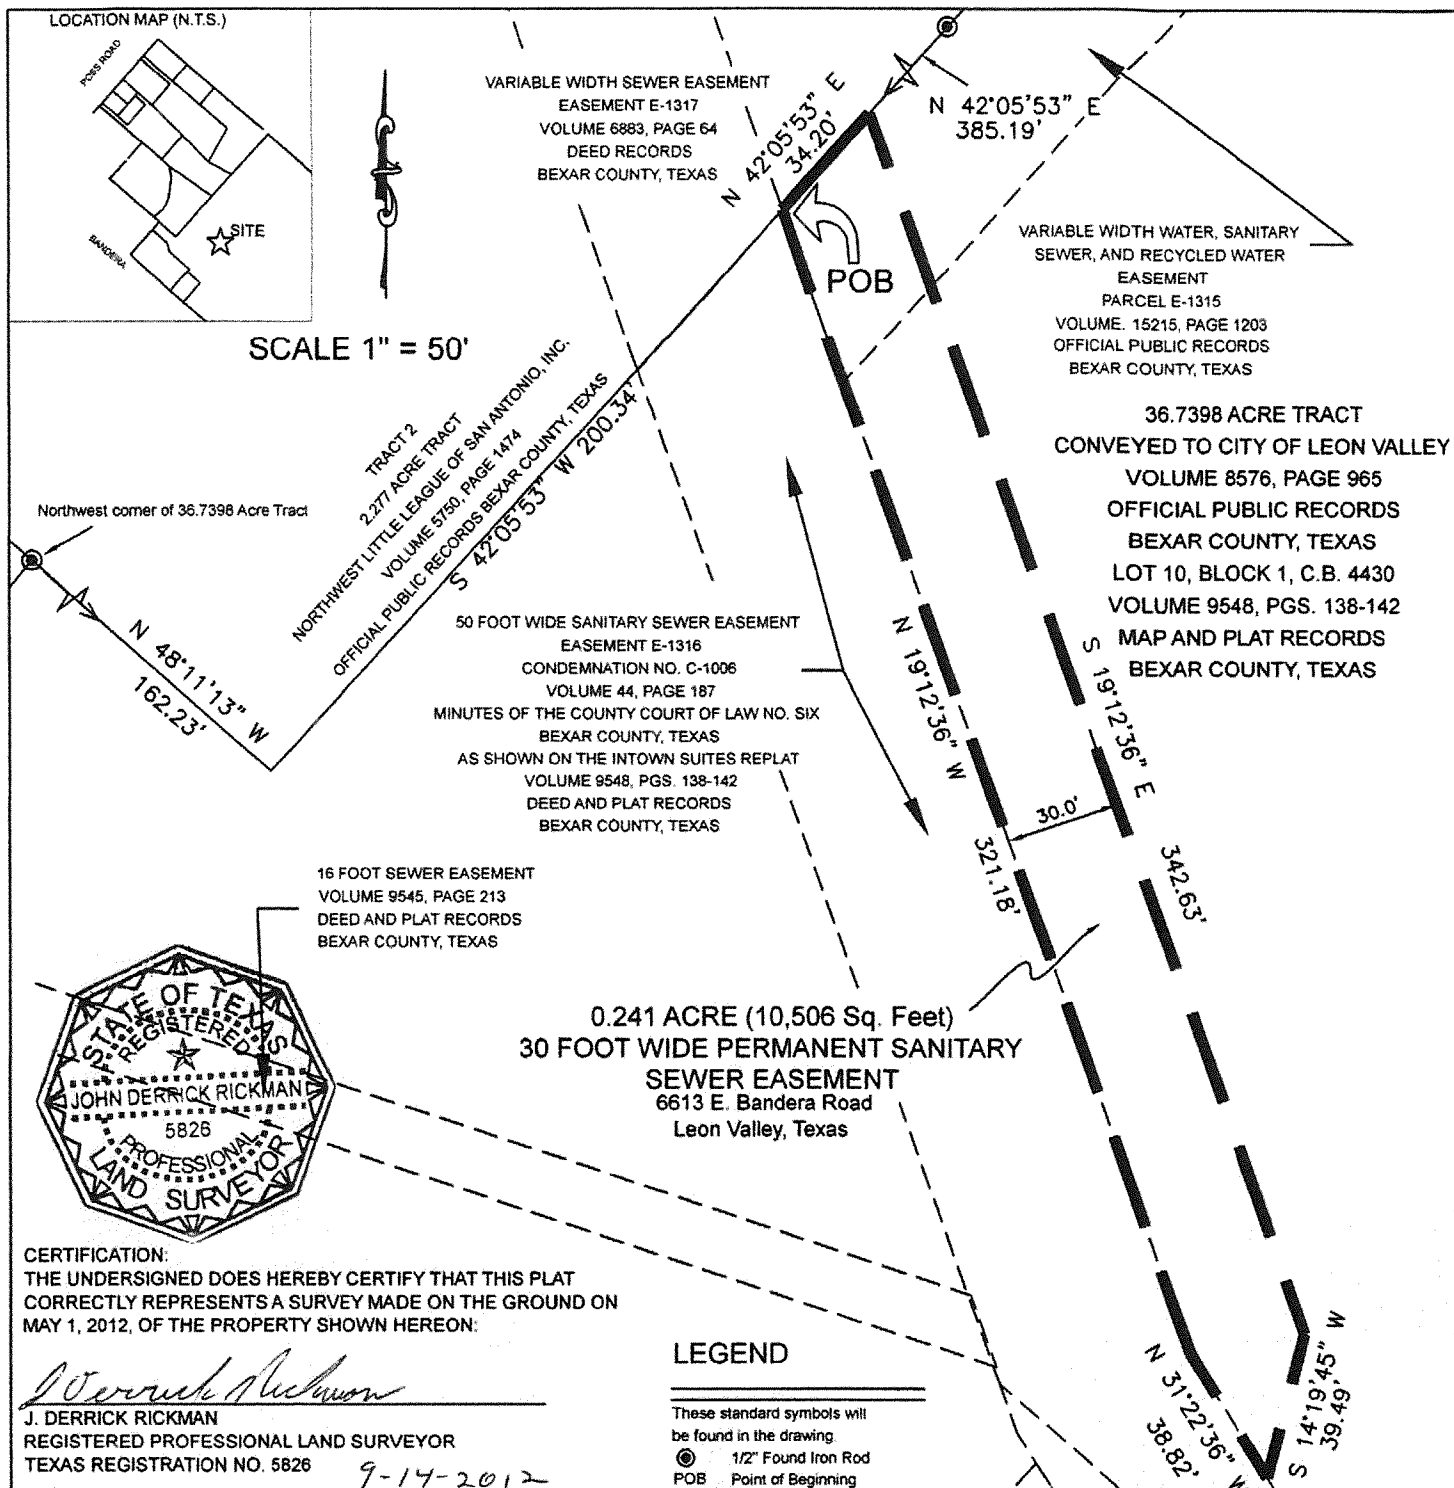 LOCATION MAP (N.T.S.)
POSS ROAD
BANDERA
SITE
SCALE 1" = 50'
VARIABLE WIDTH SEWER EASEMENT
EASEMENT E-1317
VOLUME 6883, PAGE 64
DEED RECORDS
BEXAR COUNTY, TEXAS
N 42°05'53" E
34.20'
N 42°05'53" E
385.19'
POB
VARIABLE WIDTH WATER, SANITARY
SEWER, AND RECYCLED WATER
EASEMENT
PARCEL E-1315
VOLUME. 15215, PAGE 1203
OFFICIAL PUBLIC RECORDS
BEXAR COUNTY, TEXAS
36.7398 ACRE TRACT
CONVEYED TO CITY OF LEON VALLEY
VOLUME 8576, PAGE 965
OFFICIAL PUBLIC RECORDS
BEXAR COUNTY, TEXAS
LOT 10, BLOCK 1, C.B. 4430
VOLUME 9548, PGS. 138-142
MAP AND PLAT RECORDS
BEXAR COUNTY, TEXAS
TRACT 2
2.277 ACRE TRACT
NORTHWEST LITTLE LEAGUE OF SAN ANTONIO, INC.
VOLUME 5750, PAGE 1474
OFFICIAL PUBLIC RECORDS BEXAR COUNTY, TEXAS
S 42°05'53" W 200.34'
Northwest corner of 36.7398 Acre Tract
N 48°11'13" W
162.23'
50 FOOT WIDE SANITARY SEWER EASEMENT
EASEMENT E-1316
CONDEMNATION NO. C-1006
VOLUME 44, PAGE 187
MINUTES OF THE COUNTY COURT OF LAW NO. SIX
BEXAR COUNTY, TEXAS
AS SHOWN ON THE INTOWN SUITES REPLAT
VOLUME 9548, PGS. 138-142
DEED AND PLAT RECORDS
BEXAR COUNTY, TEXAS
N 19°12'36" W
321.18'
S 19°12'36" E
342.63'
30.0'
16 FOOT SEWER EASEMENT
VOLUME 9545, PAGE 213
DEED AND PLAT RECORDS
BEXAR COUNTY, TEXAS
0.241 ACRE (10,506 Sq. Feet)
30 FOOT WIDE PERMANENT SANITARY
SEWER EASEMENT
6613 E. Bandera Road
Leon Valley, Texas
STATE OF TEXAS
REGISTERED
JOHN DERRICK RICKMAN
5826
PROFESSIONAL
LAND SURVEYOR
CERTIFICATION:
THE UNDERSIGNED DOES HEREBY CERTIFY THAT THIS PLAT
CORRECTLY REPRESENTS A SURVEY MADE ON THE GROUND ON
MAY 1, 2012, OF THE PROPERTY SHOWN HEREON:
J Derrick Rickman
J. DERRICK RICKMAN
REGISTERED PROFESSIONAL LAND SURVEYOR
TEXAS REGISTRATION NO. 5826
9-14-2012
LEGEND
These standard symbols will
be found in the drawing.
1/2" Found Iron Rod
POB Point of Beginning
N 31°22'36" W
38.82'
S 14°19'45" W
39.49'